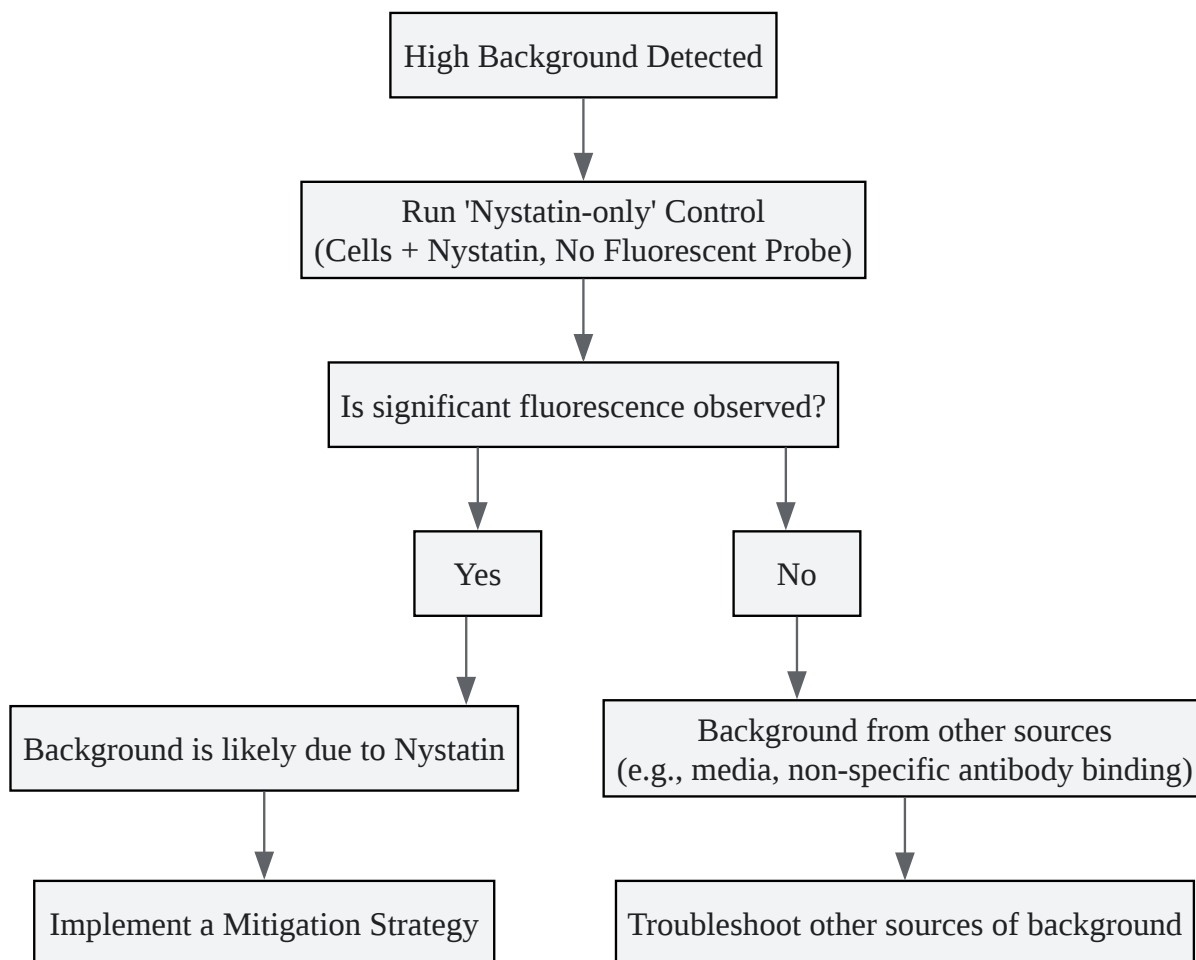 High Background Detected
Run 'Nystatin-only' Control
(Cells + Nystatin, No Fluorescent Probe)
Is significant fluorescence observed?
Yes
No
Background is likely due to Nystatin
Background from other sources
(e.g., media, non-specific antibody binding)
Implement a Mitigation Strategy
Troubleshoot other sources of background